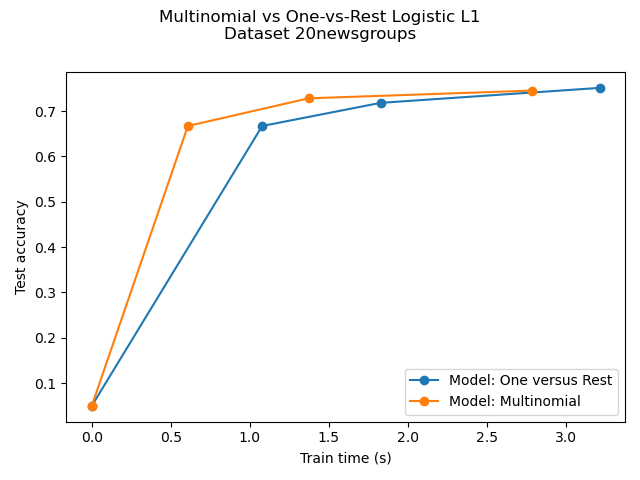 Multinomial vs One-vs-Rest Logistic L1
Dataset 20newsgroups
0.7
0.6
0.5
0.4
0.3
0.2
0.1
Test accuracy
Model: One versus Rest
Model: Multinomial
0.0 0.5 1.0 1.5 2.0 2.5 3.0
Train time (s)